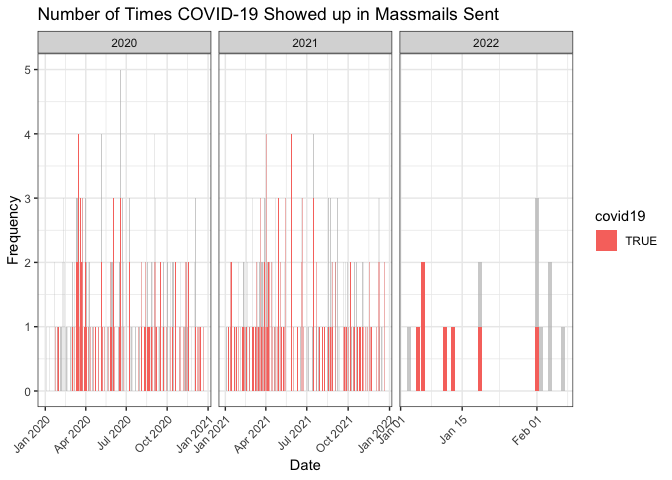 Number of Times COVID-19 Showed up in Massmails Sent
2020 2021 2022
Frequency
5
4
3
2
1
0
Jan 2020 Apr 2020 Jul 2020 Oct 2020 Jan 2021 Jan 2021 Apr 2021 Jul 2021 Oct 2021 Jan 2022 Jan 01 Jan 15 Feb 01
Date
covid19
TRUE